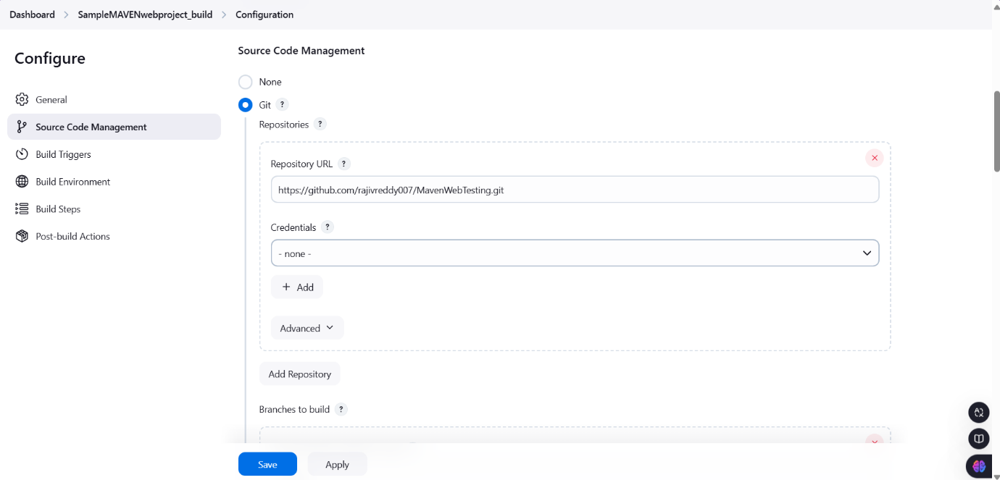 Dashboard > SampleMAVENwebproject_build > Configuration
Configure
General
Source Code Management
Build Triggers
Build Environment
Build Steps
Post-build Actions
Source Code Management
None
Git ?
Repositories ?
Repository URL ?
https://github.com/rajivreddy007/MavenWebTesting.git
Credentials ?
- none -
+ Add
Advanced
Add Repository
Branches to build ?
Save Apply